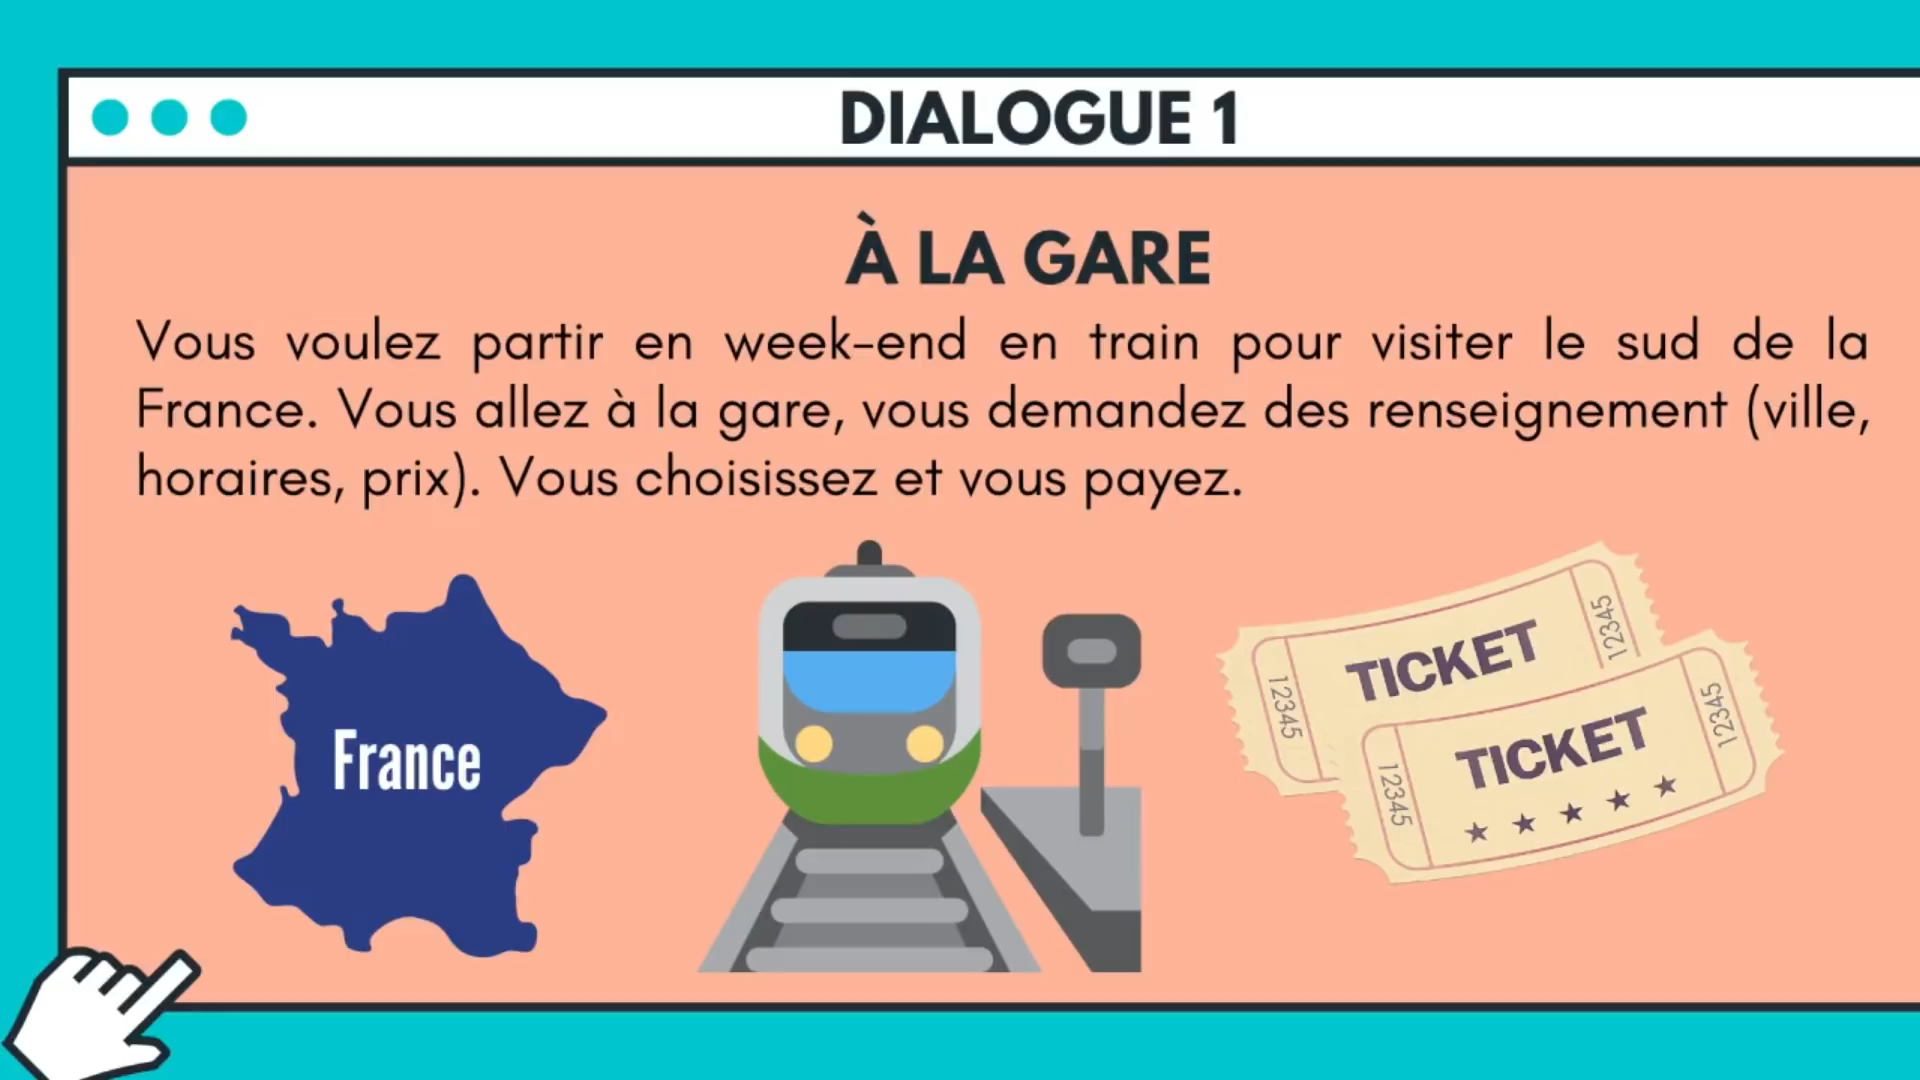 DIALOGUE 1
À LA GARE
Vous voulez partir en week-end en train pour visiter le sud de la
France. Vous allez à la gare, vous demandez des renseignement (ville,
horaires, prix). Vous choisissez et vous payez.
France
TICKET
12345
12345
TICKET
12345
12345